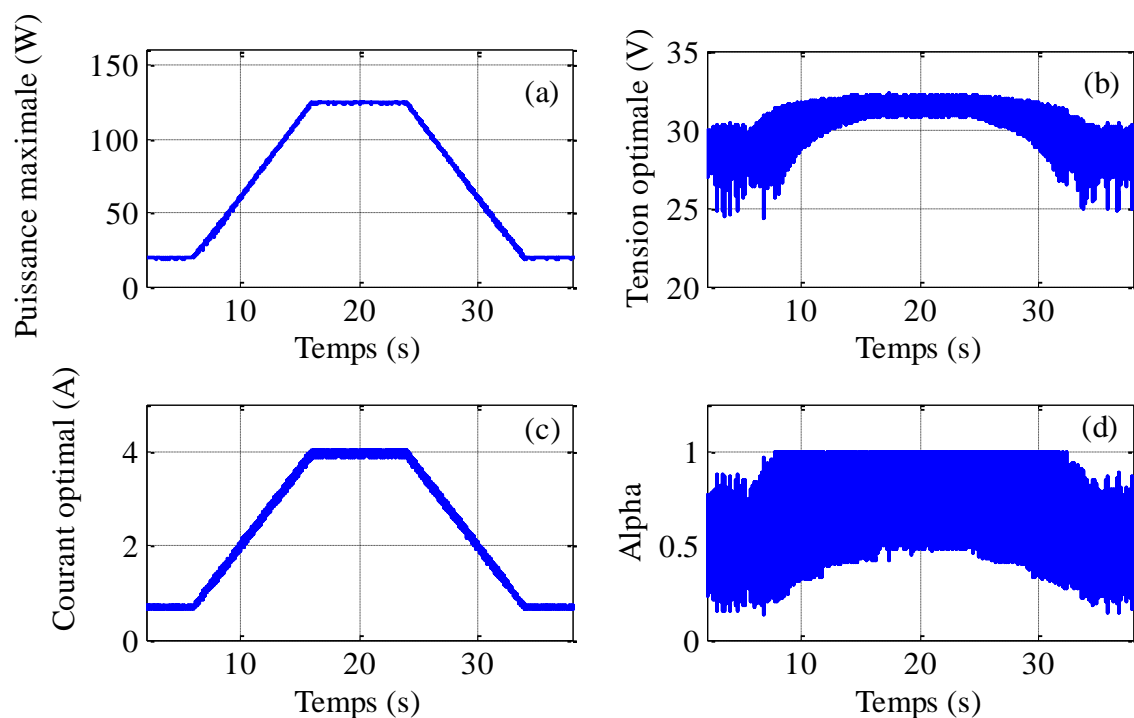 Puissance maximale (W)
150
100
50
0
10
20
30
Temps (s)
(a)
Tension optimale (V)
35
30
25
20
10
20
30
Temps (s)
(b)
Courant optimal (A)
4
2
0
10
20
30
Temps (s)
(c)
Alpha
1
0.5
0
10
20
30
Temps (s)
(d)